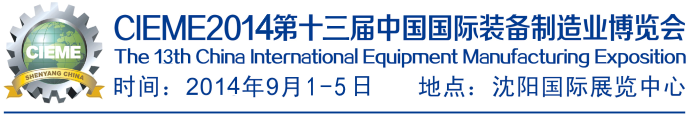 CIEME
SHENYANG CHINA
CIEME2014第十三届中国国际装备制造业博览会
The 13th China International Equipment Manufacturing Exposition
时间：2014年9月1-5日 地点：沈阳国际展览中心